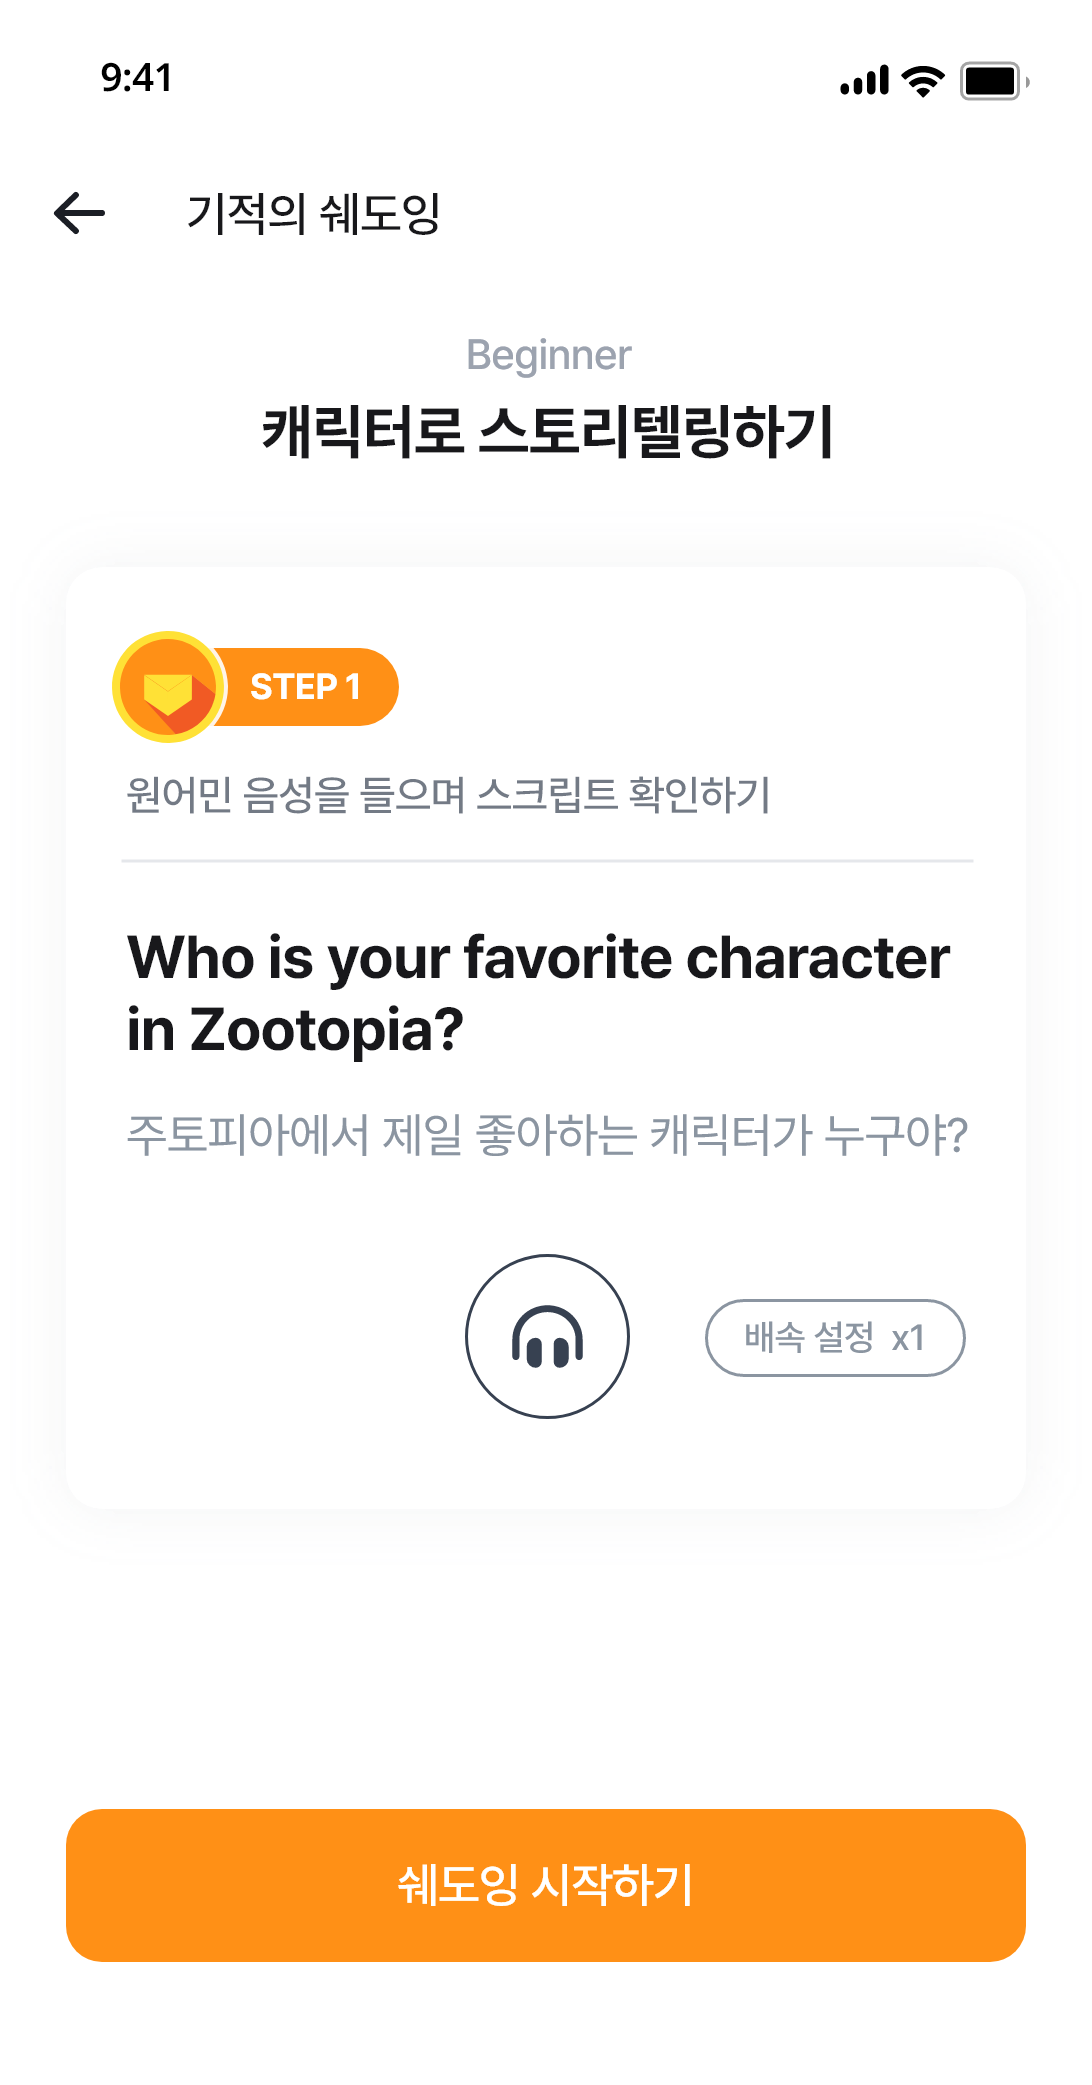 9:41
기적의 쉐도잉
Beginner
캐릭터로 스토리텔링하기
STEP 1
원어민 음성을 들으며 스크립트 확인하기
Who is your favorite character
in Zootopia?
주토피아에서 제일 좋아하는 캐릭터가 누구야?
배속 설정 x1
쉐도잉 시작하기